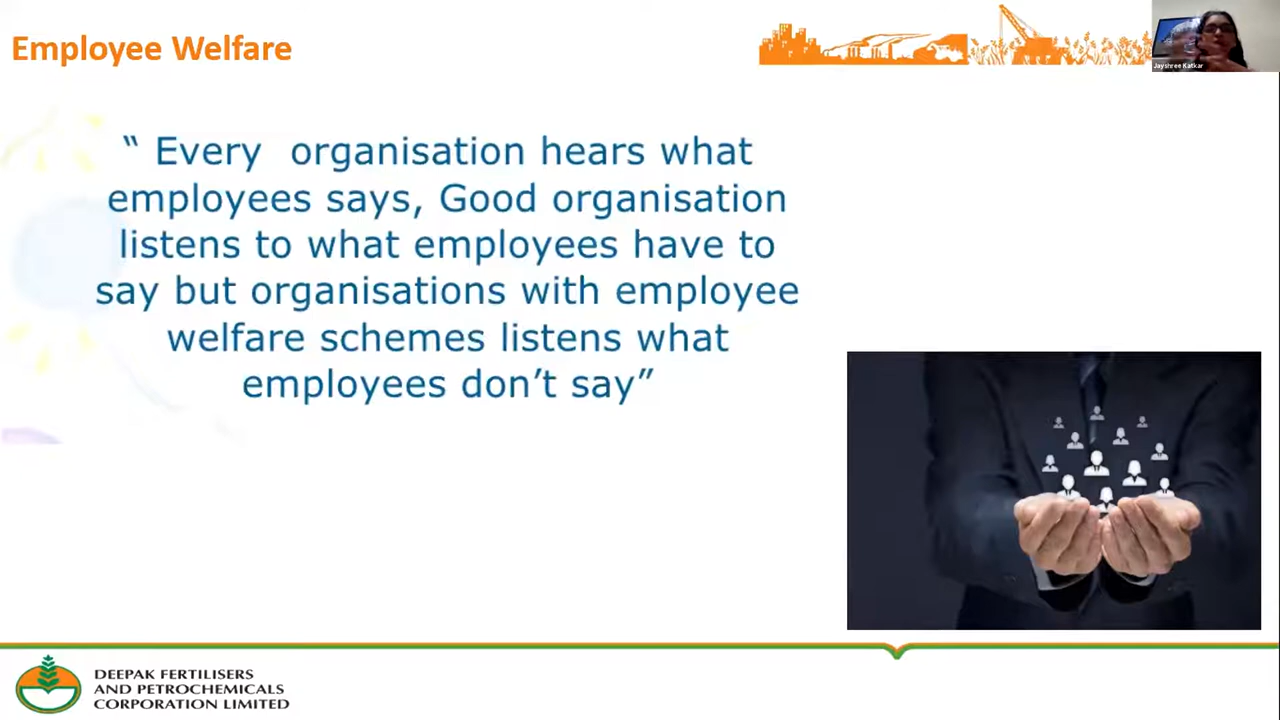 Employee Welfare
Jayshree Katkar
“ Every organisation hears what
employees says, Good organisation
listens to what employees have to
say but organisations with employee
welfare schemes listens what
employees don’t say”
DEEPAK FERTILISERS
AND PETROCHEMICALS
CORPORATION LIMITED